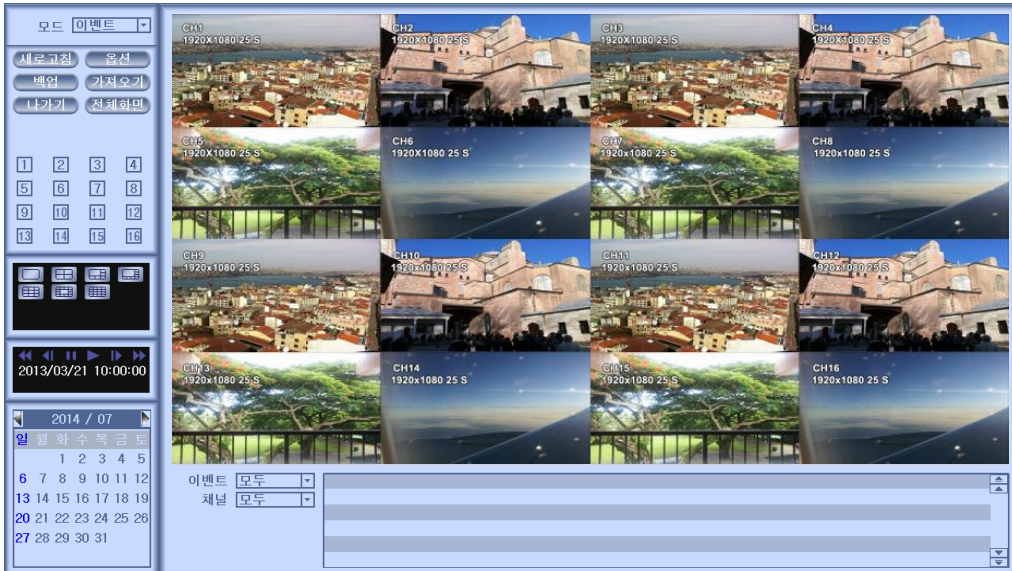 모드 이벤트
새로고침 옵션
백업 가져오기
나가기 전체화면
1 2 3 4
5 6 7 8
9 10 11 12
13 14 15 16
2013/03/21 10:00:00
2014 / 07
일 월 화 수 목 금 토
1 2 3 4 5
6 7 8 9 10 11 12
13 14 15 16 17 18 19
20 21 22 23 24 25 26
27 28 29 30 31
CH1
1920X1080 25 S
CH2
1920X1080 25 S
CH3
1920X1080 25 S
CH4
1920X1080 25 S
CH5
1920X1080 25 S
CH6
1920X1080 25 S
CH7
1920x1080 25 S
CH8
1920x1080 25 S
CH9
1920x1080 25 S
CH10
1920x1080 25 S
CH11
1920x1080 25 S
CH12
1920x1080 25 S
CH13
1920x1080 25 S
CH14
1920x1080 25 S
CH15
1920x1080 25 S
CH16
1920x1080 25 S
이벤트 모두
채널 모두